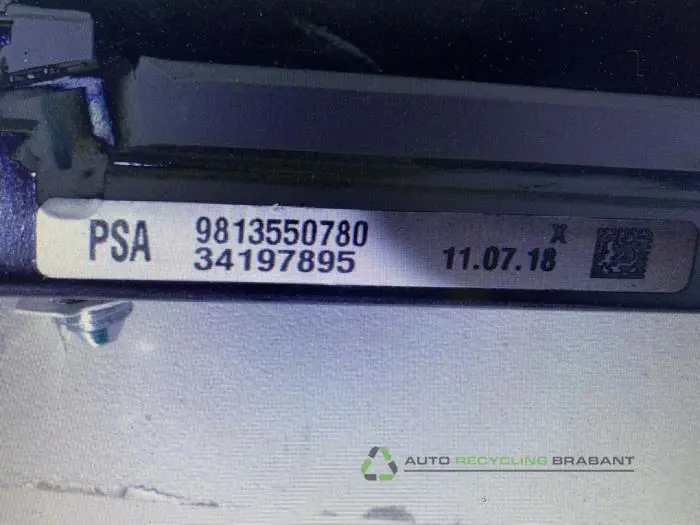 PSA 9813550780 X
34197895 11.07.18
AUTO RECYCLING BRABANT